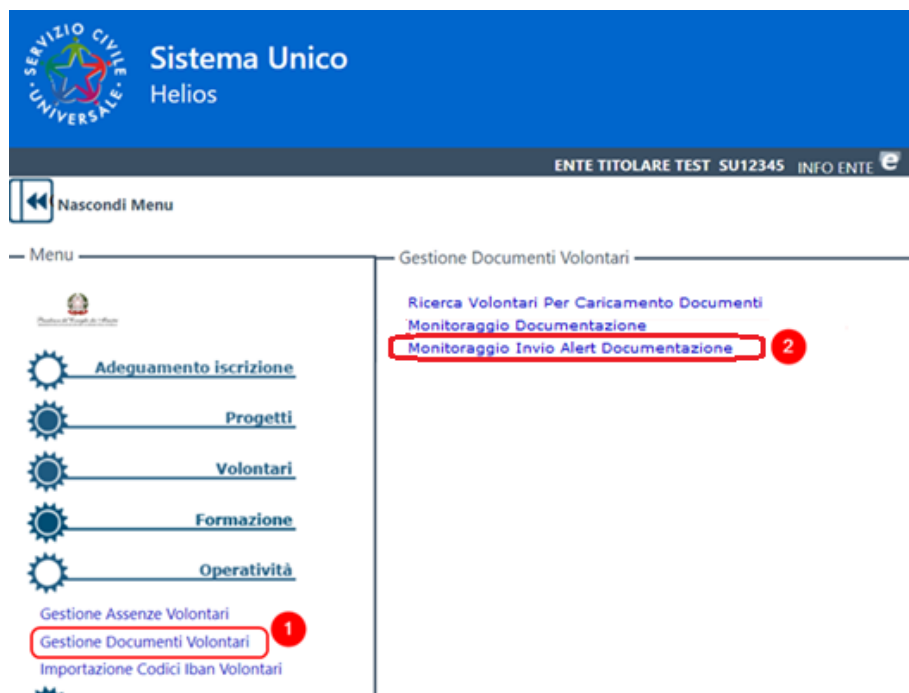 SERVIZIO CIVILE
UNIVERSALE
Sistema Unico
Helios
ENTE TITOLARE TEST SU12345 INFO ENTE e
Nascondi Menu
Menu
Adeguamento iscrizione
Progetti
Volontari
Formazione
Operatività
Gestione Assenze Volontari
Gestione Documenti Volontari 1
Importazione Codici Iban Volontari
Gestione Documenti Volontari
Ricerca Volontari Per Caricamento Documenti
Monitoraggio Documentazione
Monitoraggio Invio Alert Documentazione 2